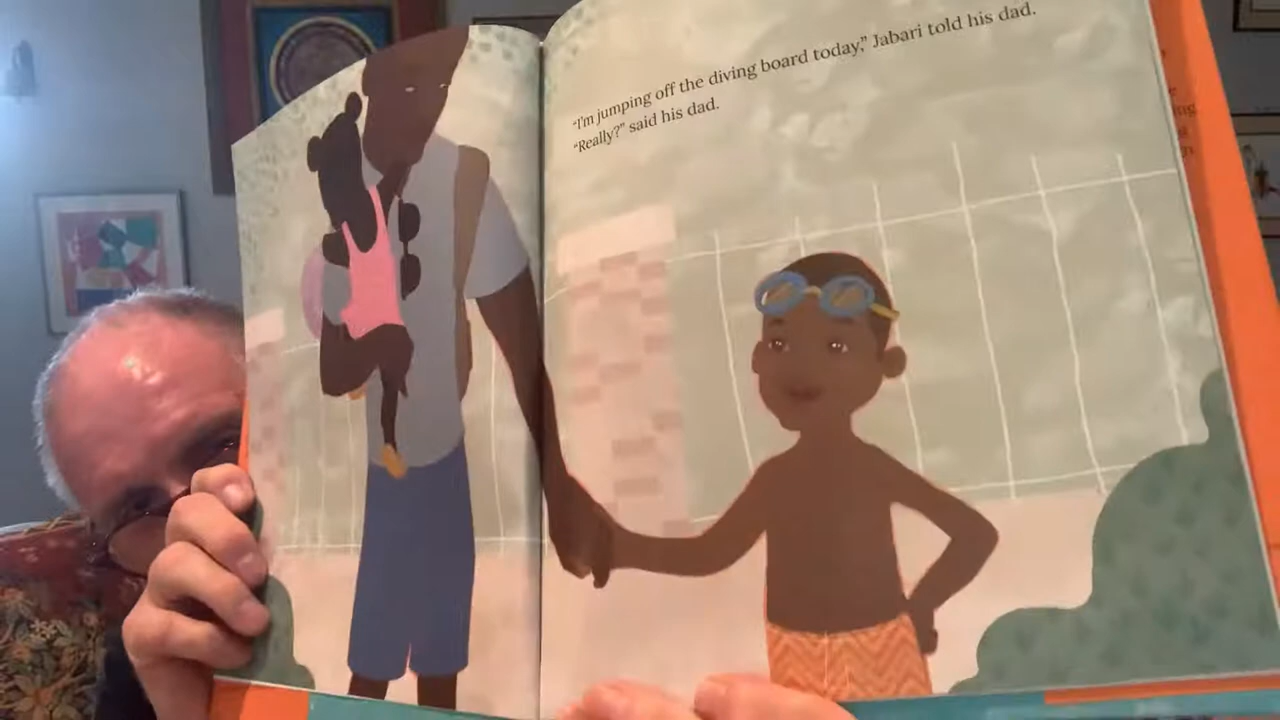 "I'm jumping off the diving board today," Jabari told his dad.
"Really?" said his dad.